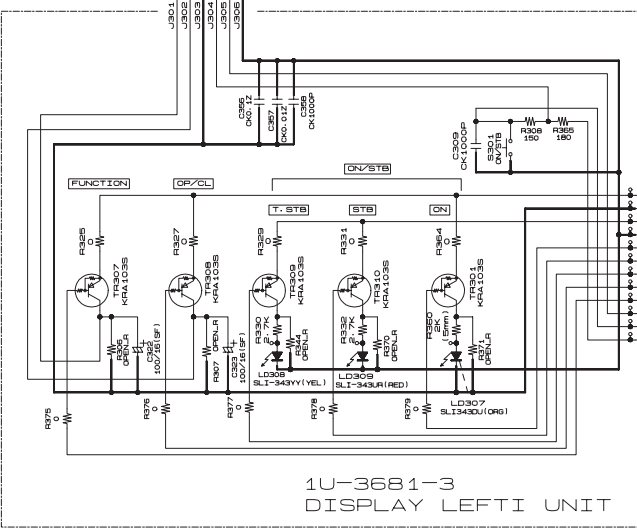 J301
J302
J303
J304
J305
J306
C356
CK0.1Z
C357
CK0.01Z
C358
CK1000P
C309
CK1000P
S301
ON/STB
R308
150
R365
180
ON/STB
FUNCTION
OP/CL
T.STB
STB
ON
R325
0
R327
0
R329
0
R331
0
R364
0
TR307
KRA103S
TR308
KRA103S
TR309
KRA103S
TR310
KRA103S
TR301
KRA103S
R306
OPEN_R
C322
100/16(SF)
R307
OPEN_R
C323
100/16(SF)
R330
2.7K
R344
OPEN_R
R332
2.7K
R370
OPEN_R
R360
2K
(5mm)
R371
OPEN_R
LD308
SLI-343YY(YEL)
LD309
SLI-343UR(RED)
LD307
SLI343DU(ORG)
R375
0
R376
0
R377
0
R378
0
R379
0
1U-3681-3
DISPLAY LEFTI UNIT